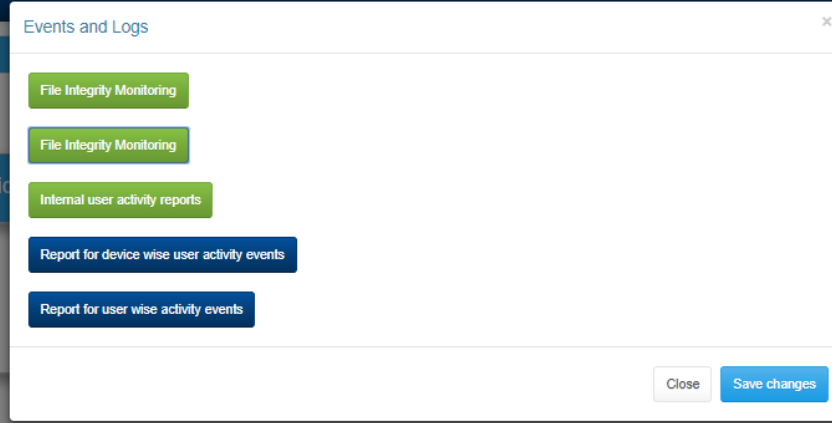 Events and Logs
×
File Integrity Monitoring
File Integrity Monitoring
Internal user activity reports
Report for device wise user activity events
Report for user wise activity events
Close
Save changes